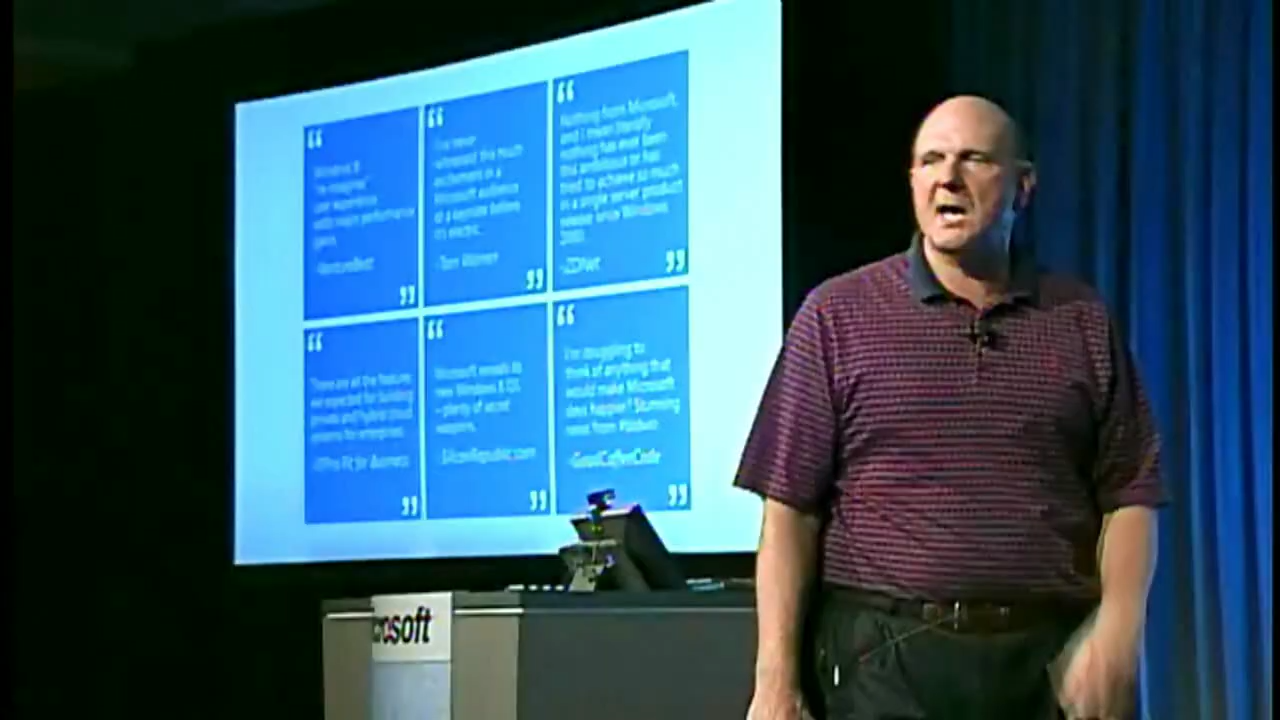 Windows 8
"re-imagine"
user experience
with major performance
gains
-VentureBeat
I've never
witnessed this much
excitement in a
Microsoft audience
at a keynote before
It's electric.
- Tom Warren
Nothing from Microsoft,
and I mean literally
nothing has ever been
this ambitious or has
tried to achieve so much
in a single server product
release since Windows
2000
-ZDNet
There are all the features
we expected for building
private and hybrid cloud
systems for enterprises
-ITPro Fit for Business
Microsoft reveals its
new Windows 8 OS
- plenty of secret
weapons.
- SiliconRepublic.com
I'm struggling to
think of anything that
would make Microsoft
devs happier! Stunning
news from #bldwin
-GoodCoffeeCode
crosoft